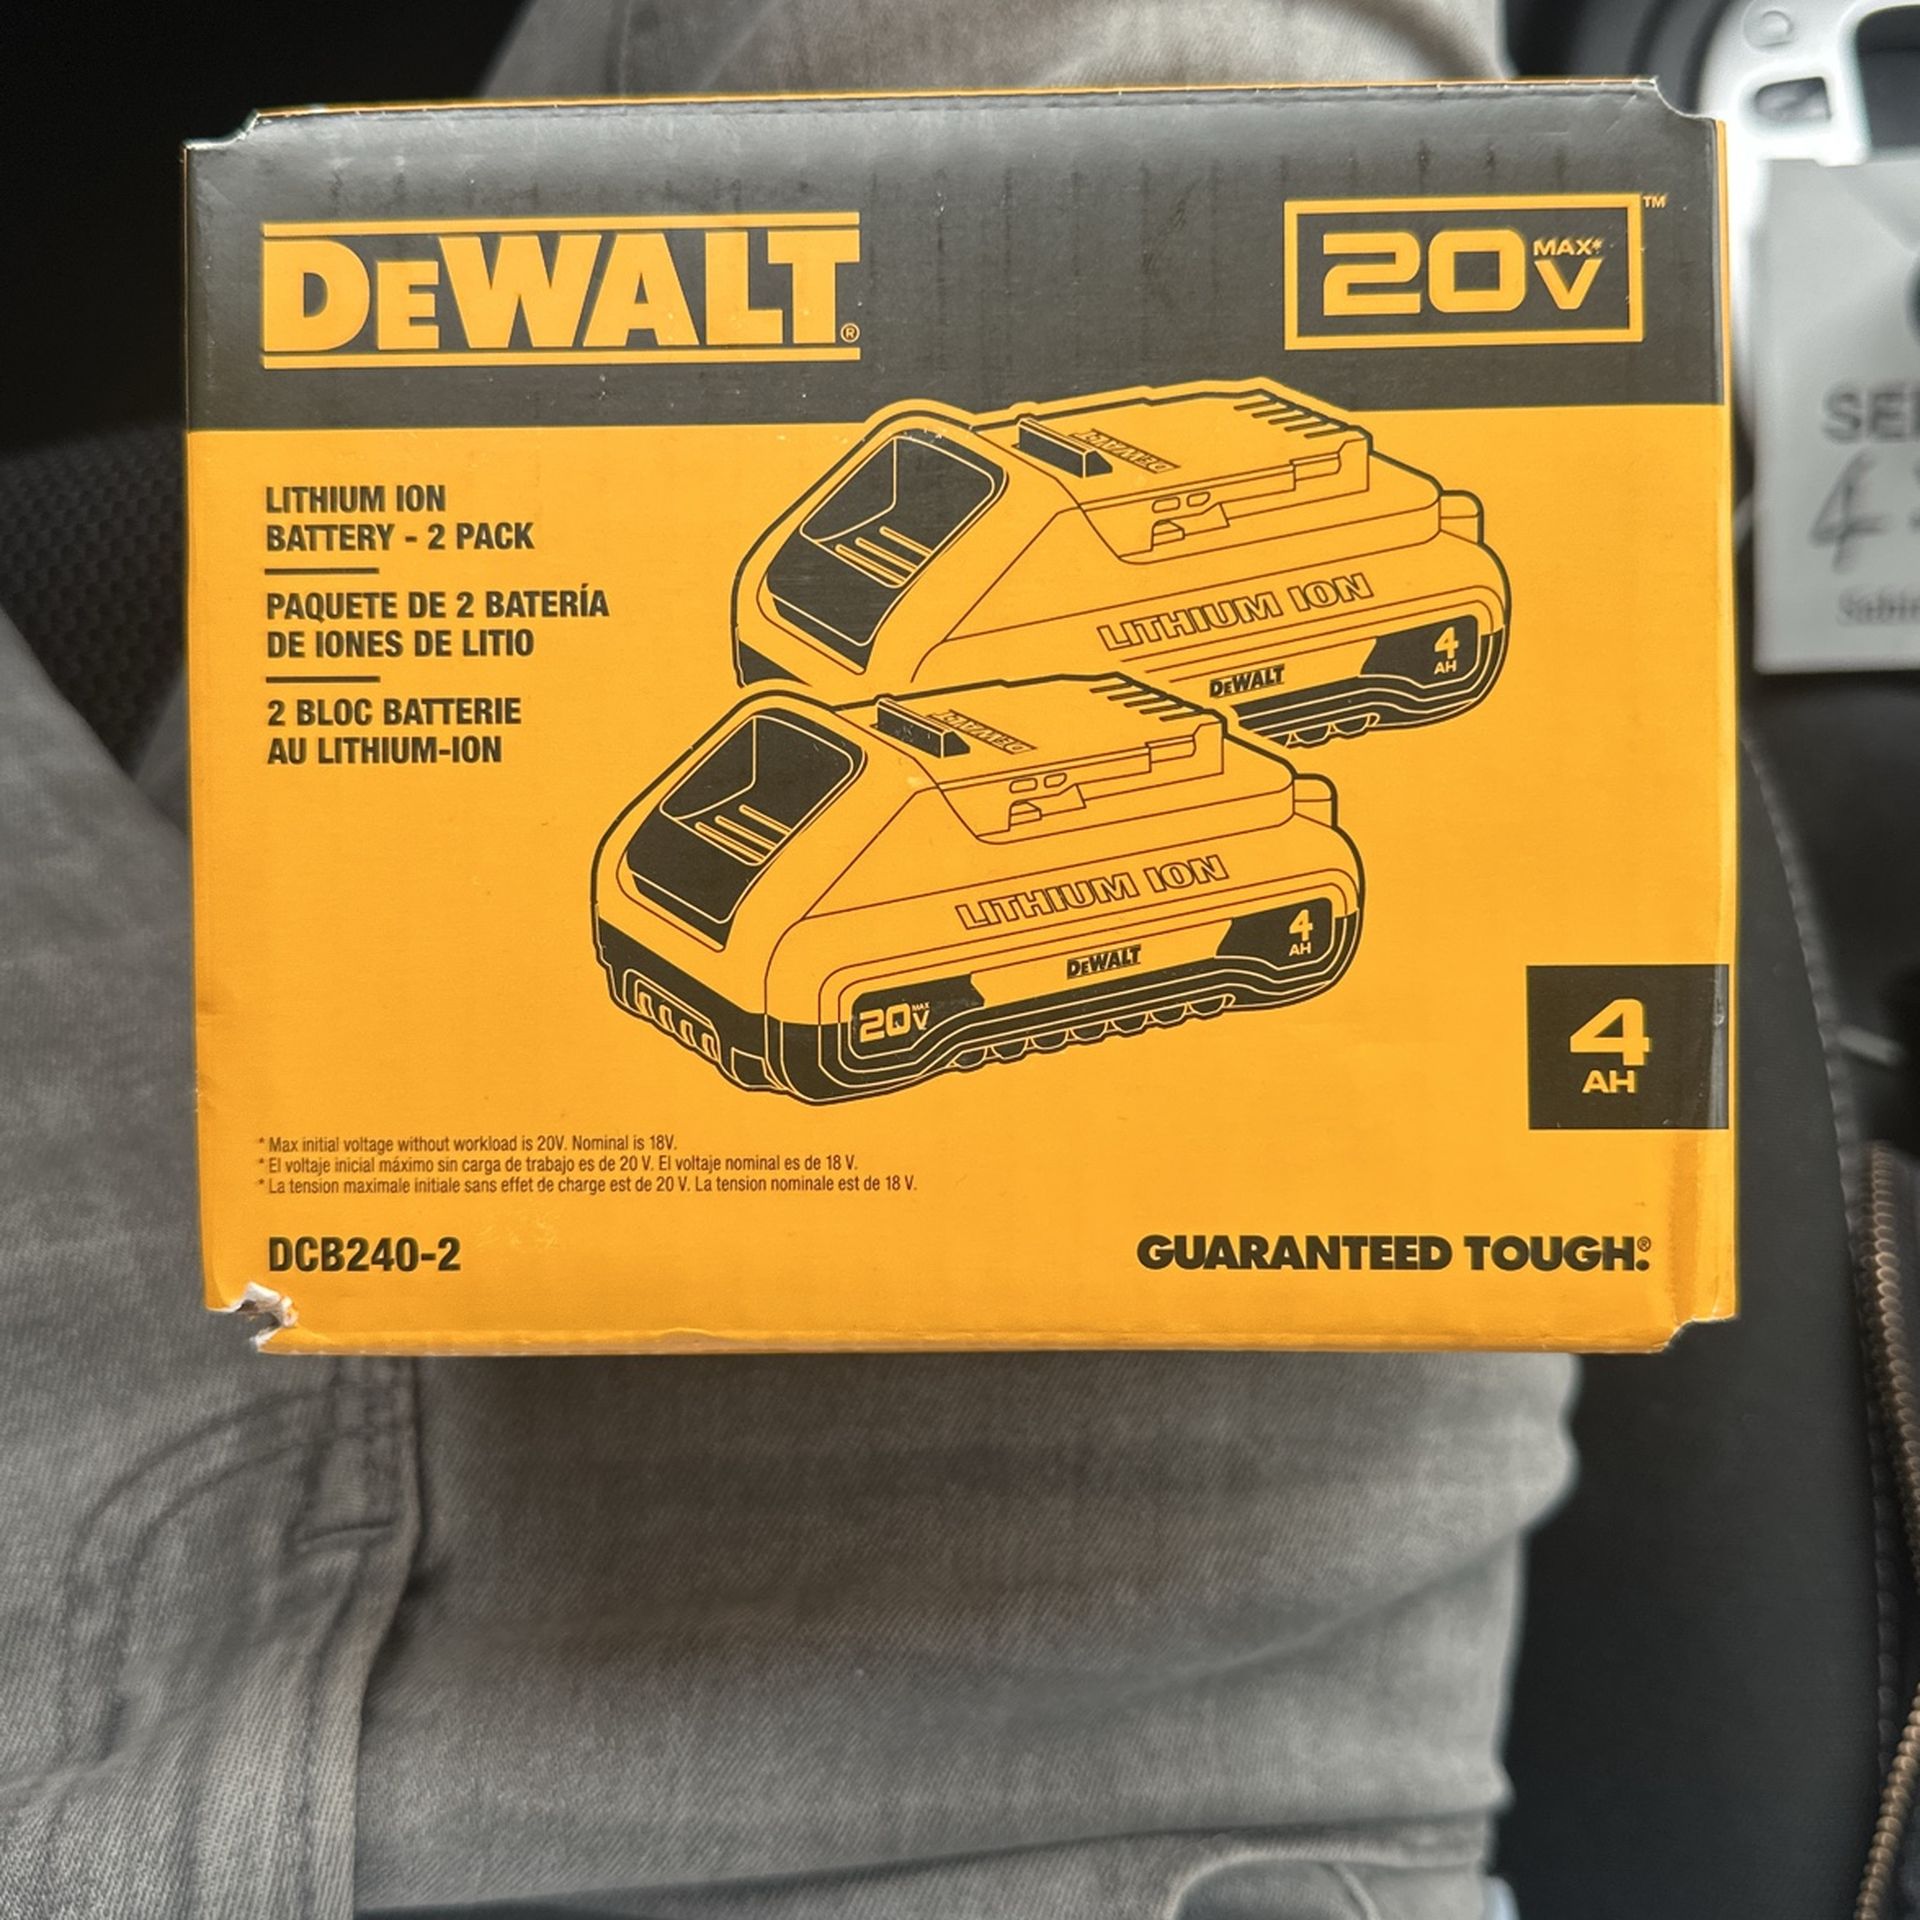 DEWALT®
20V MAX* ™
LITHIUM ION
BATTERY - 2 PACK
PAQUETE DE 2 BATERÍA
DE IONES DE LITIO
2 BLOC BATTERIE
AU LITHIUM-ION
DEWALT
LITHIUM ION
DEWALT
4
AH
DEWALT
LITHIUM ION
DEWALT
4
AH
20V MAX
4
AH
* Max initial voltage without workload is 20V. Nominal is 18V.
* El voltaje inicial máximo sin carga de trabajo es de 20 V. El voltaje nominal es de 18 V.
* La tension maximale initiale sans effet de charge est de 20 V. La tension nominale est de 18 V.
DCB240-2
GUARANTEED TOUGH.®